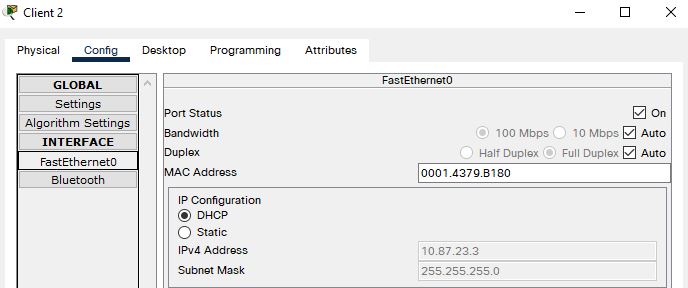 Client 2
Physical Config Desktop Programming Attributes
GLOBAL
Settings
Algorithm Settings
INTERFACE
FastEthernet0
Bluetooth
FastEthernet0
Port Status On
Bandwidth 100 Mbps 10 Mbps Auto
Duplex Half Duplex Full Duplex Auto
MAC Address 0001.4379.B180
IP Configuration
DHCP
Static
IPv4 Address 10.87.23.3
Subnet Mask 255.255.255.0